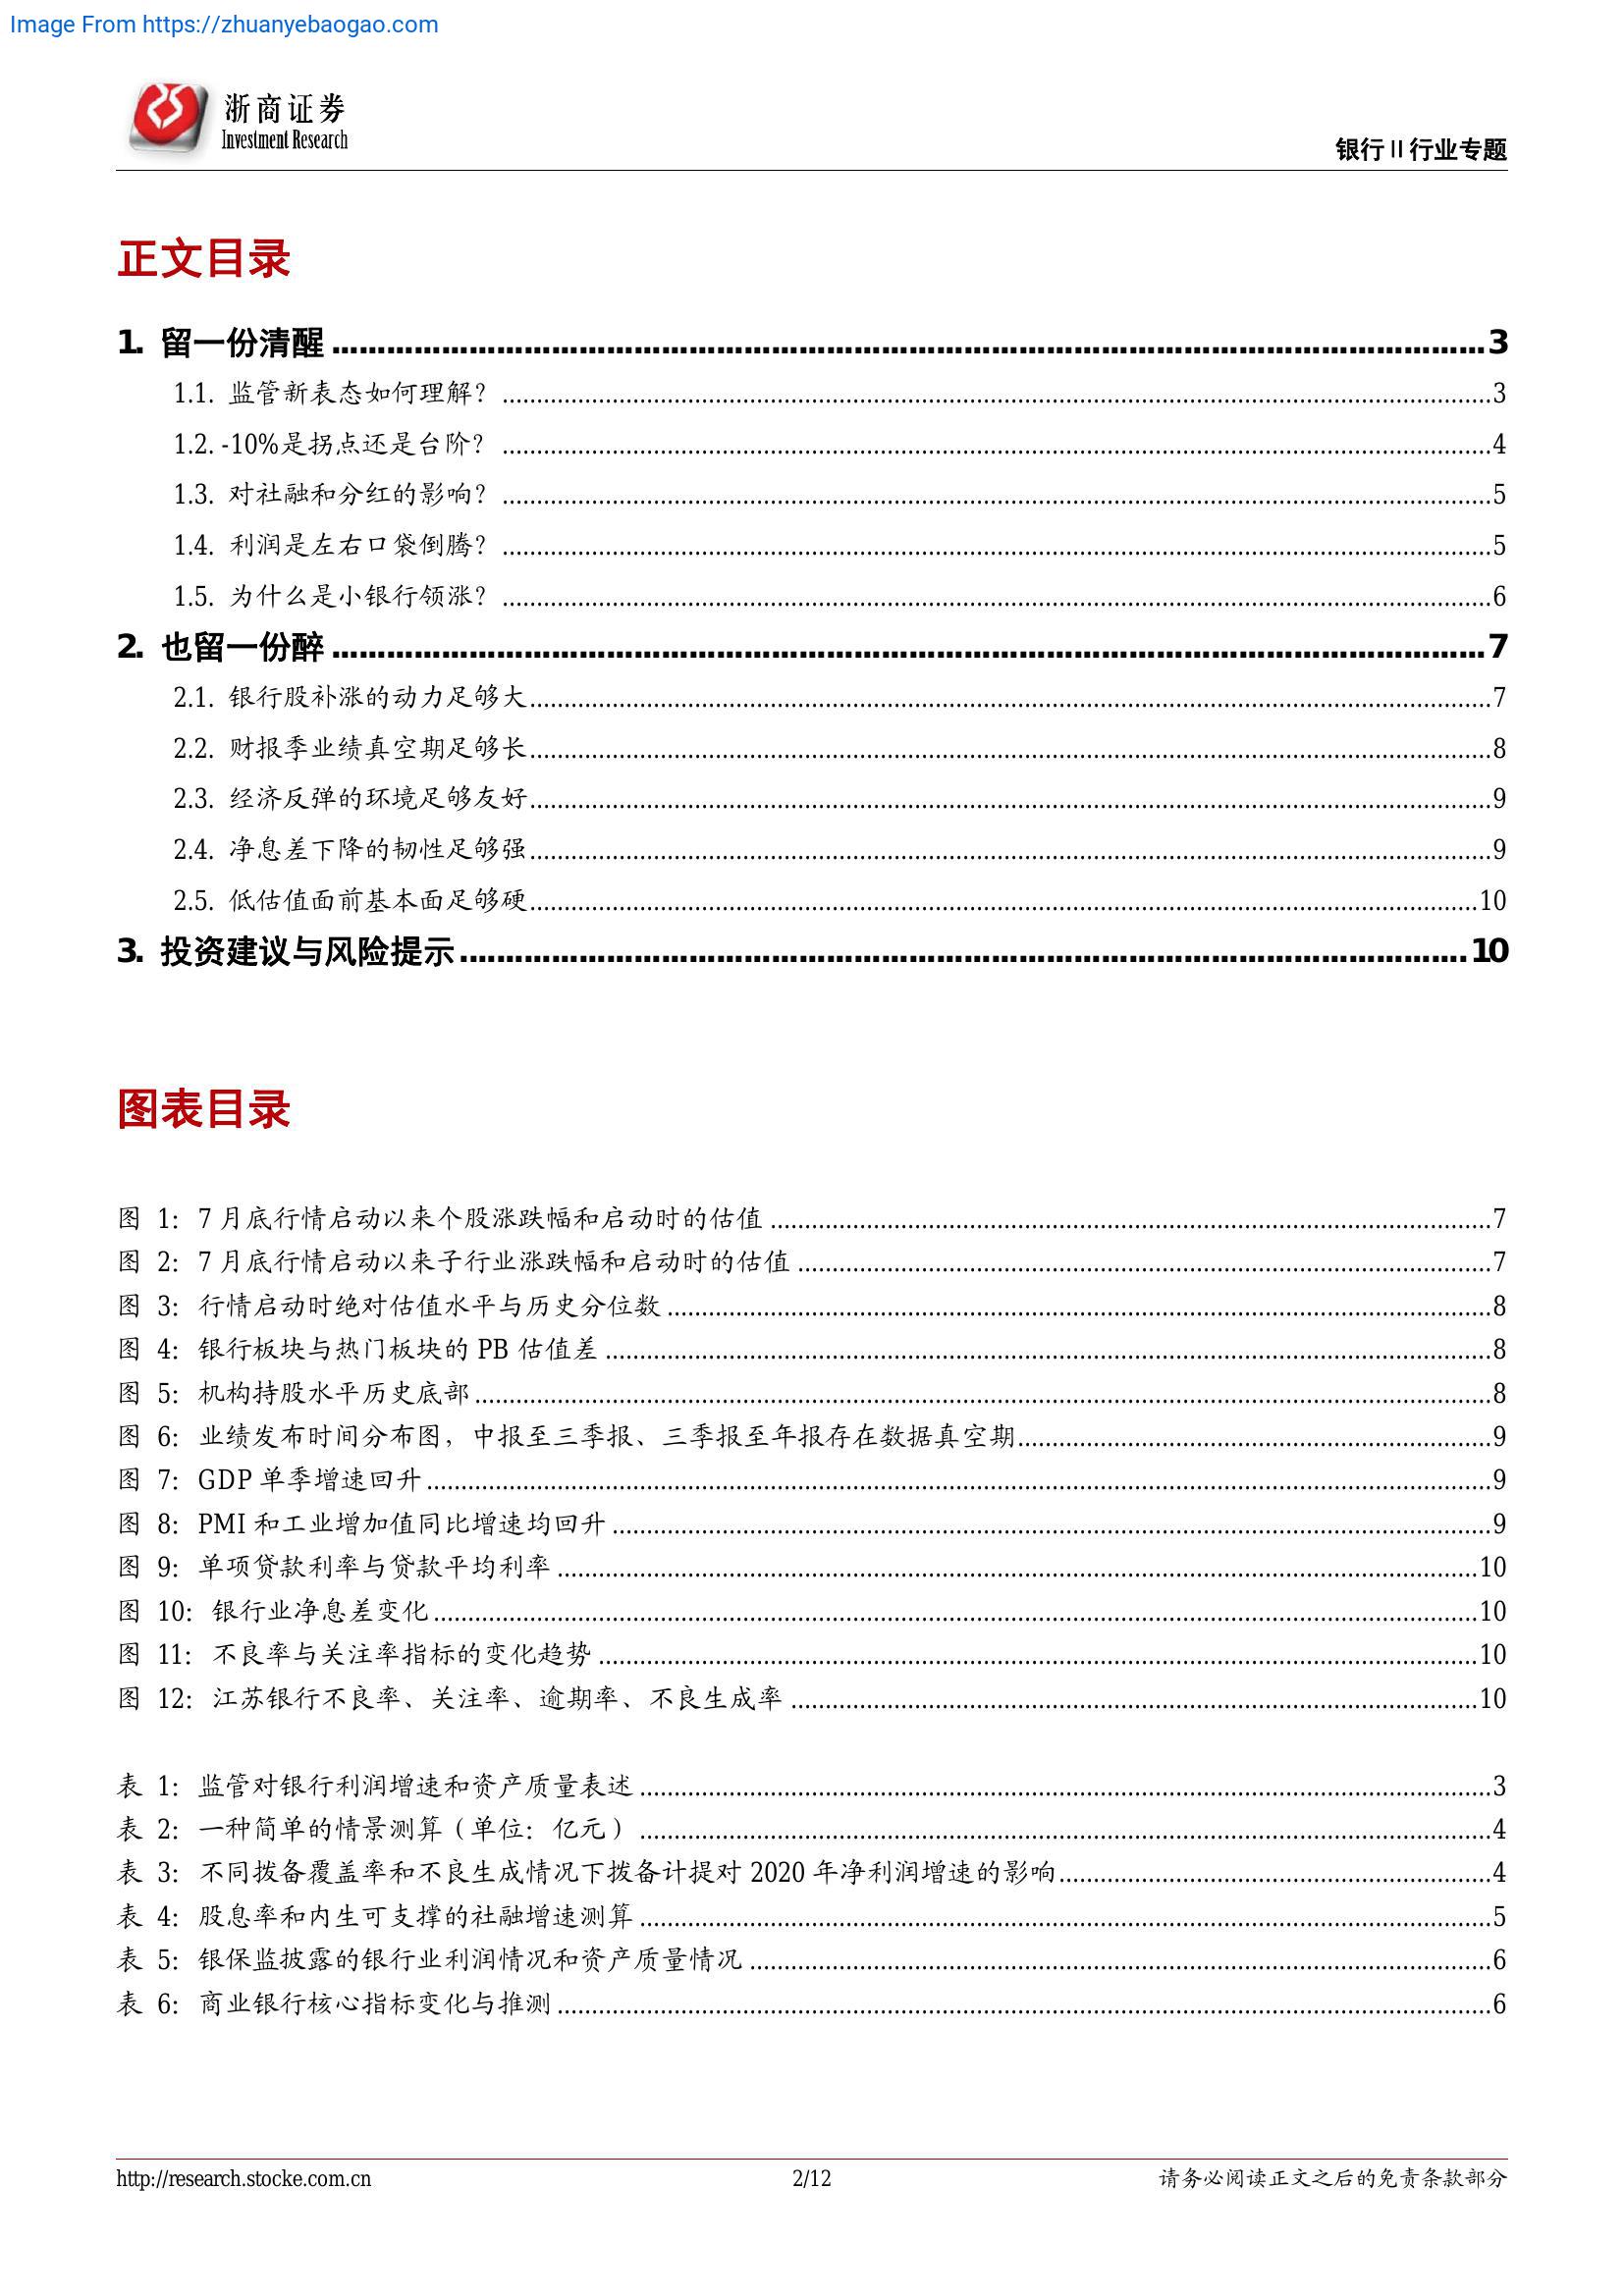 Image From https://zhuanyebaogao.com
浙商证券
Investment Research
银行Ⅱ行业专题
正文目录
1. 留一份清醒 ........ 3
1.1. 监管新表态如何理解？ ........ 3
1.2. -10%是拐点还是台阶？ ........ 4
1.3. 对社融和分红的影响？ ........ 5
1.4. 利润是左右口袋倒腾？ ........ 5
1.5. 为什么是小银行领涨？ ........ 6
2. 也留一份醉 ........ 7
2.1. 银行股补涨的动力足够大 ........ 7
2.2. 财报季业绩真空期足够长 ........ 8
2.3. 经济反弹的环境足够友好 ........ 9
2.4. 净息差下降的韧性足够强 ........ 9
2.5. 低估值面前基本面足够硬 ........ 10
3. 投资建议与风险提示 ........ 10
图表目录
图 1：7 月底行情启动以来个股涨跌幅和启动时的估值 ........ 7
图 2：7 月底行情启动以来子行业涨跌幅和启动时的估值 ........ 7
图 3：行情启动时绝对估值水平与历史分位数 ........ 8
图 4：银行板块与热门板块的 PB 估值差 ........ 8
图 5：机构持股水平历史底部 ........ 8
图 6：业绩发布时间分布图，中报至三季报、三季报至年报存在数据真空期 ........ 9
图 7：GDP 单季增速回升 ........ 9
图 8：PMI 和工业增加值同比增速均回升 ........ 9
图 9：单项贷款利率与贷款平均利率 ........ 10
图 10：银行业净息差变化 ........ 10
图 11：不良率与关注率指标的变化趋势 ........ 10
图 12：江苏银行不良率、关注率、逾期率、不良生成率 ........ 10
表 1：监管对银行利润增速和资产质量表述 ........ 3
表 2：一种简单的情景测算（单位：亿元） ........ 4
表 3：不同拨备覆盖率和不良生成情况下拨备计提对 2020 年净利润增速的影响 ........ 4
表 4：股息率和内生可支撑的社融增速测算 ........ 5
表 5：银保监披露的银行业利润情况和资产质量情况 ........ 6
表 6：商业银行核心指标变化与推测 ........ 6
http://research.stocke.com.cn
2/12
请务必阅读正文之后的免责条款部分